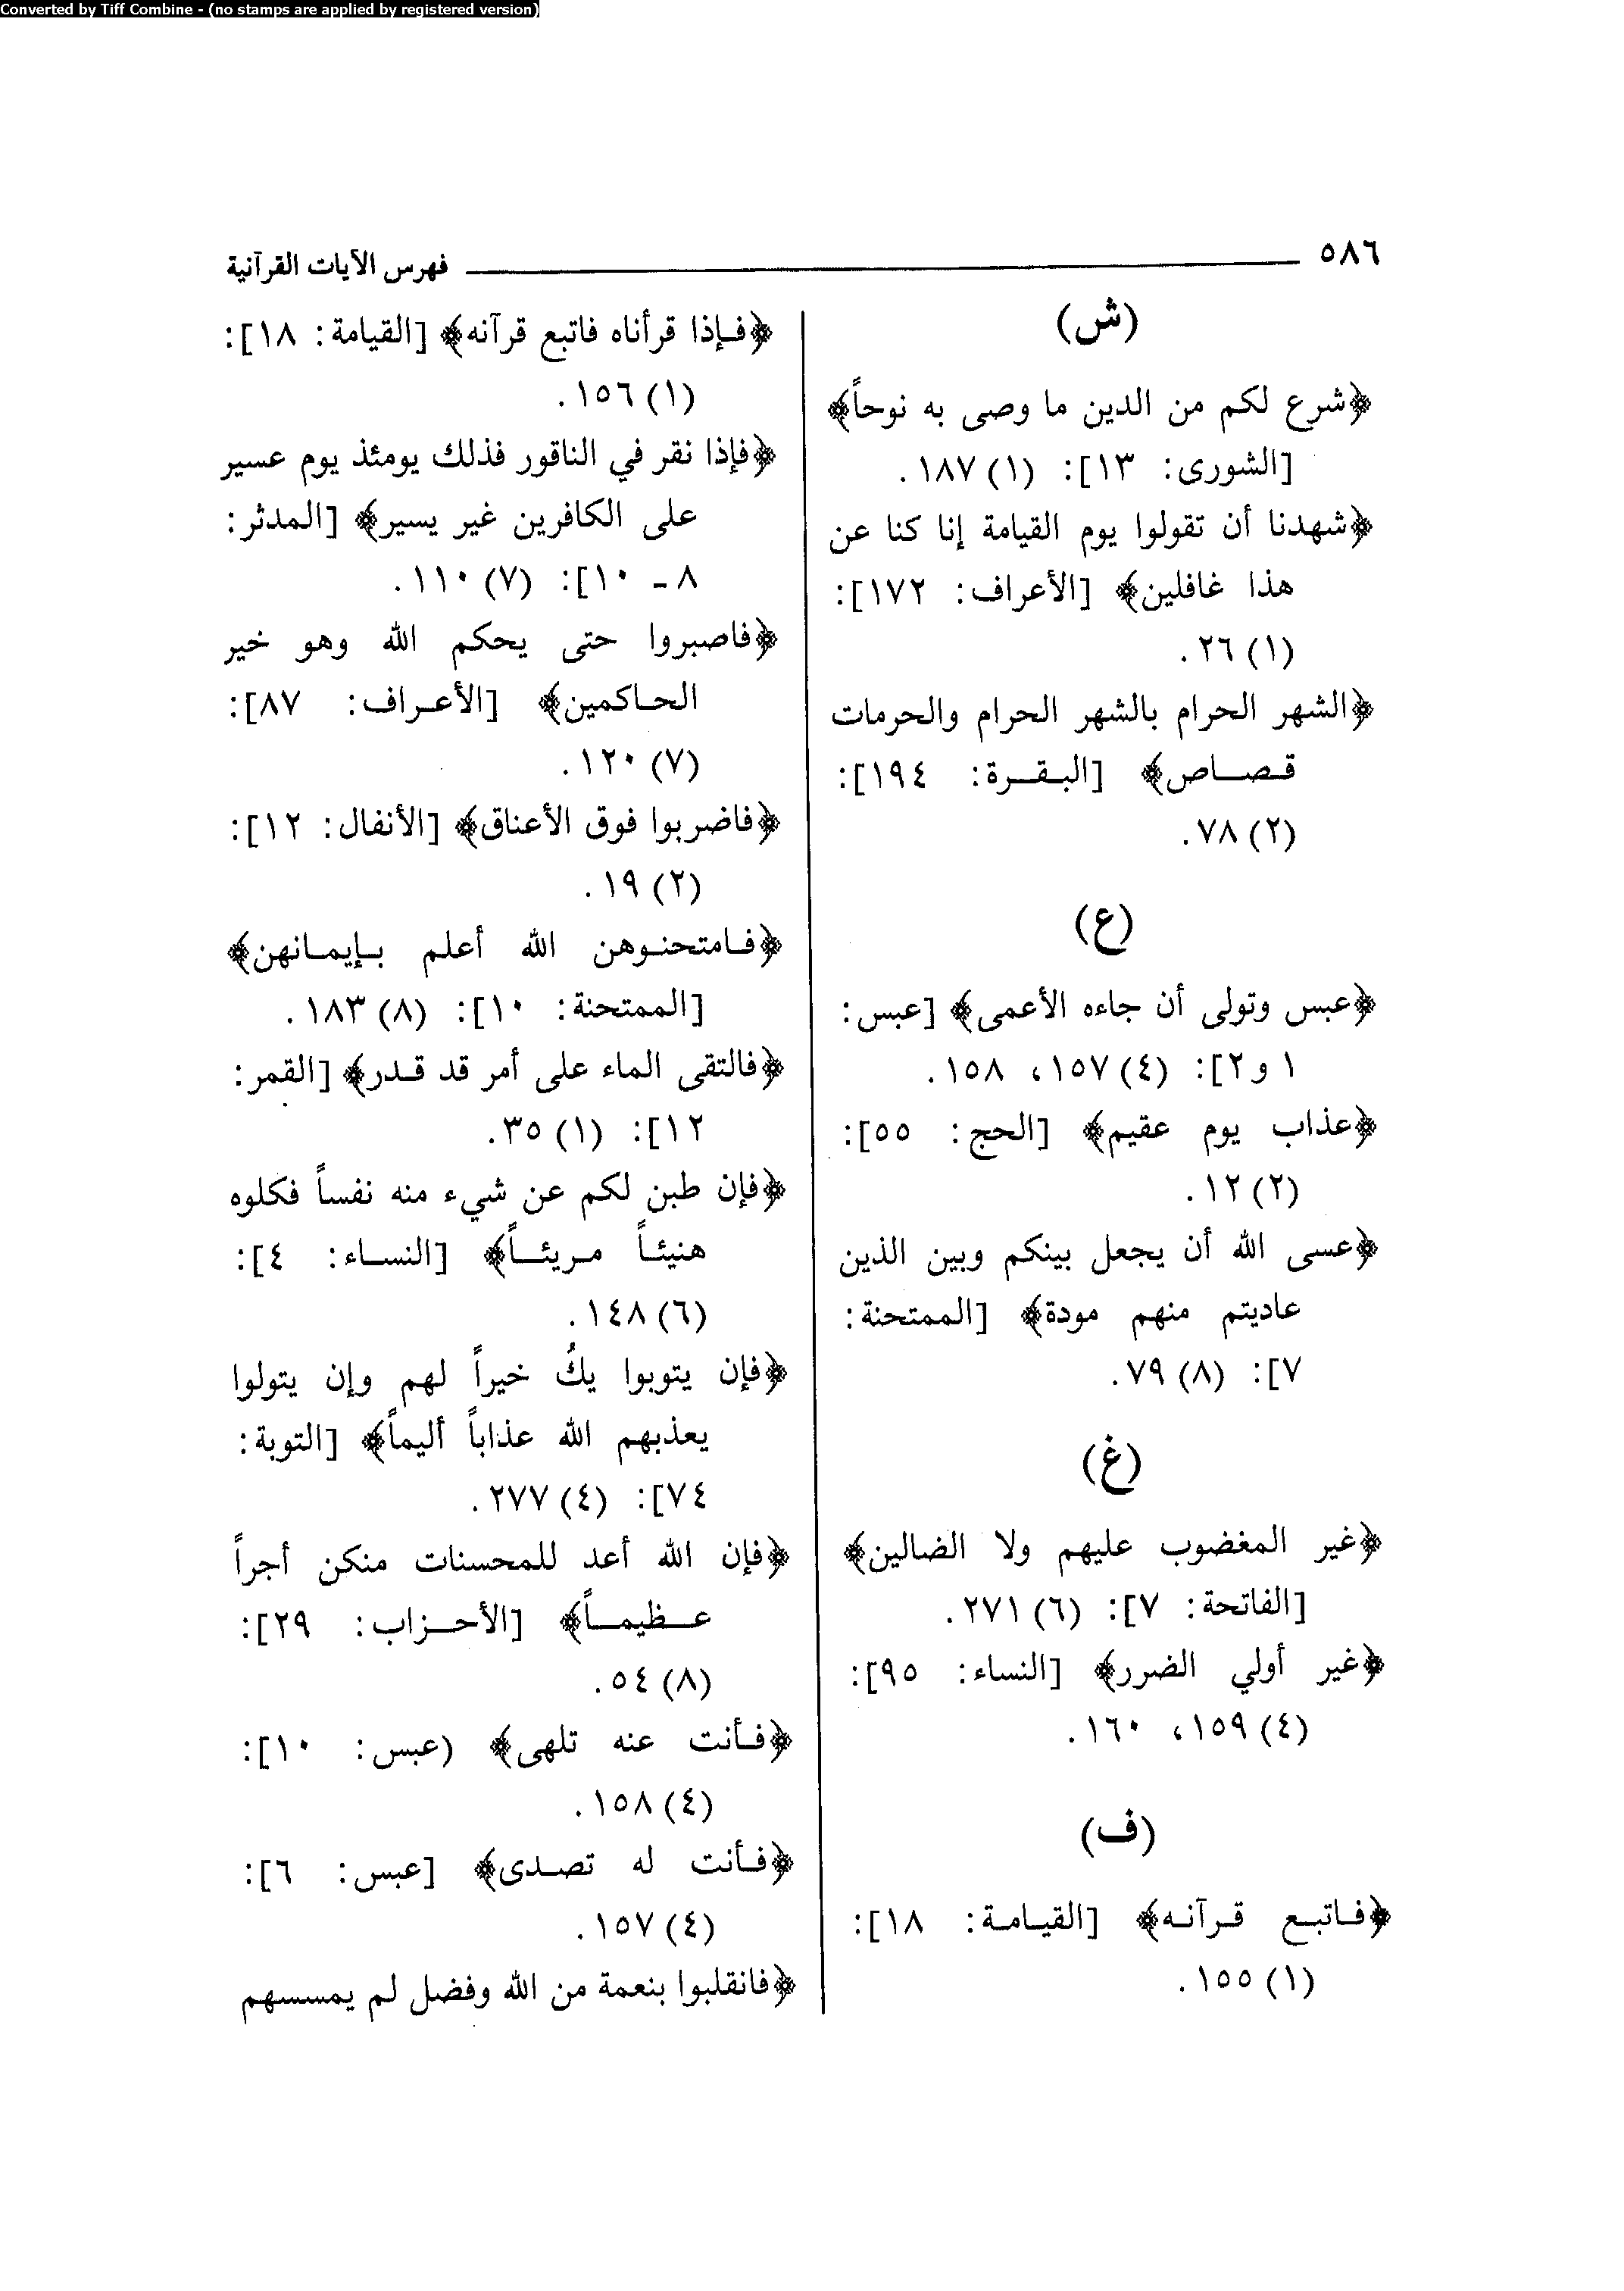 Converted by Tiff Combine - (no stamps are applied by registered version)
٥٨٦ فهرس الآيات القرآنية
(ش)
﴿شرع لكم من الدين ما وصى به نوحاً﴾
[الشورى: ١٣]: (١) ١٨٧.
﴿شهدنا أن تقولوا يوم القيامة إنا كنا عن
هذا غافلين﴾ [الأعراف: ١٧٢]:
(١) ٢٦.
﴿الشهر الحرام بالشهر الحرام والحرمات
قصاص﴾ [البقرة: ١٩٤]:
(٢) ٧٨.
(ع)
﴿عبس وتولى أن جاءه الأعمى﴾ [عبس:
١ و٢]: (٤) ١٥٧، ١٥٨.
﴿عذاب يوم عقيم﴾ [الحج: ٥٥]:
(٢) ١٢.
﴿عسى الله أن يجعل بينكم وبين الذين
عاديتم منهم مودة﴾ [الممتحنة:
٧]: (٨) ٧٩.
(غ)
﴿غير المغضوب عليهم ولا الضالين﴾
[الفاتحة: ٧]: (٦) ٢٧١.
﴿غير أولي الضرر﴾ [النساء: ٩٥]:
(٤) ١٥٩، ١٦٠.
(ف)
﴿فاتبع قرآنه﴾ [القيامة: ١٨]:
(١) ١٥٥.
﴿فإذا قرأناه فاتبع قرآنه﴾ [القيامة: ١٨]:
(١) ١٥٦.
﴿فإذا نقر في الناقور فذلك يومئذ يوم عسير
على الكافرين غير يسير﴾ [المدثر:
٨ - ١٠]: (٧) ١١٠.
﴿فاصبروا حتى يحكم الله وهو خير
الحاكمين﴾ [الأعراف: ٨٧]:
(٧) ١٢٠.
﴿فاضربوا فوق الأعناق﴾ [الأنفال: ١٢]:
(٢) ١٩.
﴿فامتحنوهن الله أعلم بإيمانهن﴾
[الممتحنة: ١٠]: (٨) ١٨٣.
﴿فالتقى الماء على أمر قد قدر﴾ [القمر:
١٢]: (١) ٣٥.
﴿فإن طبن لكم عن شيء منه نفساً فكلوه
هنيئاً مريئاً﴾ [النساء: ٤]:
(٦) ١٤٨.
﴿فإن يتوبوا يكُ خيراً لهم وإن يتولوا
يعذبهم الله عذاباً أليماً﴾ [التوبة:
٧٤]: (٤) ٢٧٧.
﴿فإن الله أعد للمحسنات منكن أجراً
عظيماً﴾ [الأحزاب: ٢٩]:
(٨) ٥٤.
﴿فأنت عنه تلهى﴾ (عبس: ١٠]:
(٤) ١٥٨.
﴿فأنت له تصدى﴾ [عبس: ٦]:
(٤) ١٥٧.
﴿فانقلبوا بنعمة من الله وفضل لم يمسسهم